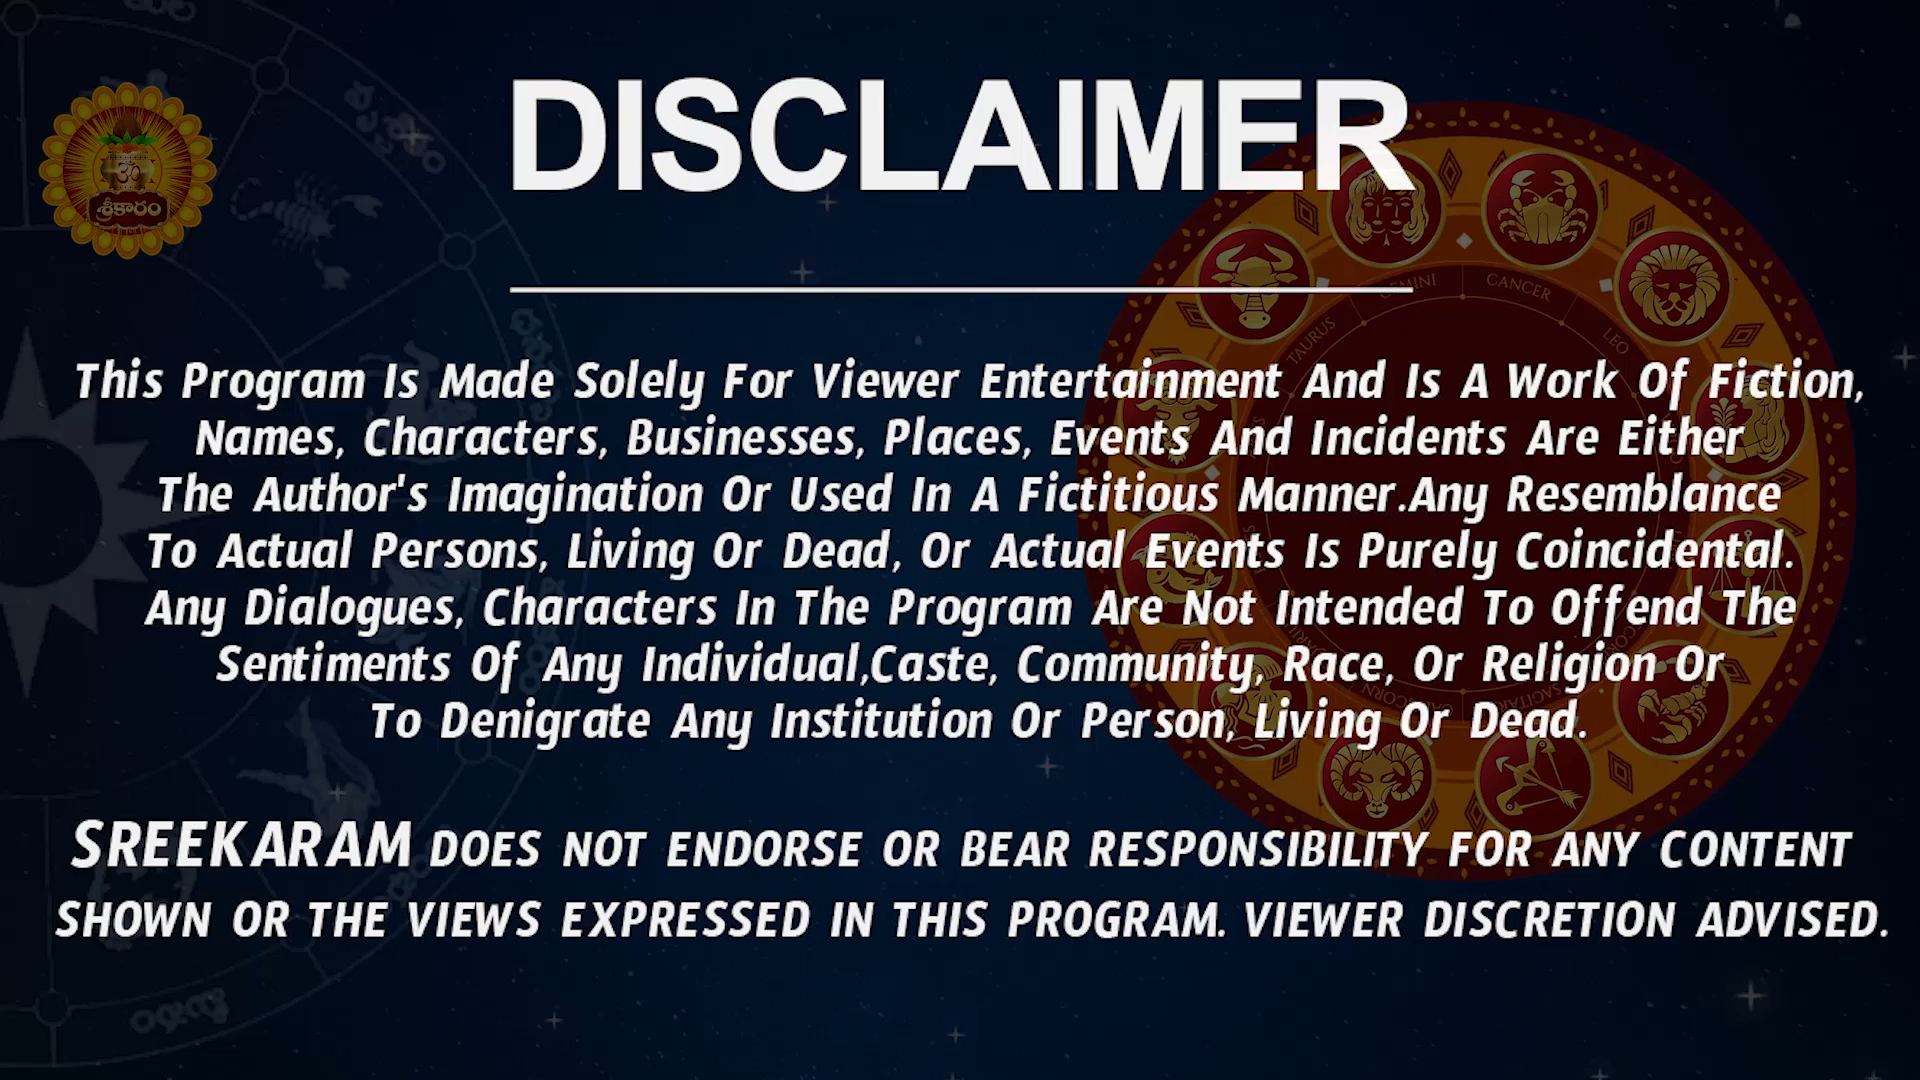 DISCLAIMER
ఓం
శ్రీకారం
GEMINI
CANCER
TAURUS
LEO
This Program Is Made Solely For Viewer Entertainment And Is A Work Of Fiction,
Names, Characters, Businesses, Places, Events And Incidents Are Either
The Author's Imagination Or Used In A Fictitious Manner.Any Resemblance
To Actual Persons, Living Or Dead, Or Actual Events Is Purely Coincidental.
Any Dialogues, Characters In The Program Are Not Intended To Offend The
Sentiments Of Any Individual,Caste, Community, Race, Or Religion Or
To Denigrate Any Institution Or Person, Living Or Dead.
SREEKARAM DOES NOT ENDORSE OR BEAR RESPONSIBILITY FOR ANY CONTENT
SHOWN OR THE VIEWS EXPRESSED IN THIS PROGRAM. VIEWER DISCRETION ADVISED.